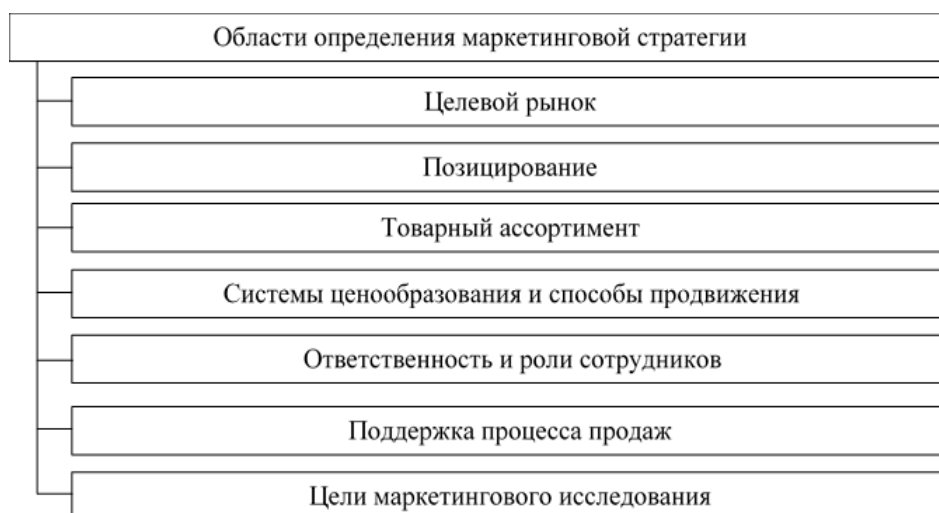 Области определения маркетинговой стратегии
Целевой рынок
Позицирование
Товарный ассортимент
Системы ценообразования и способы продвижения
Ответственность и роли сотрудников
Поддержка процесса продаж
Цели маркетингового исследования